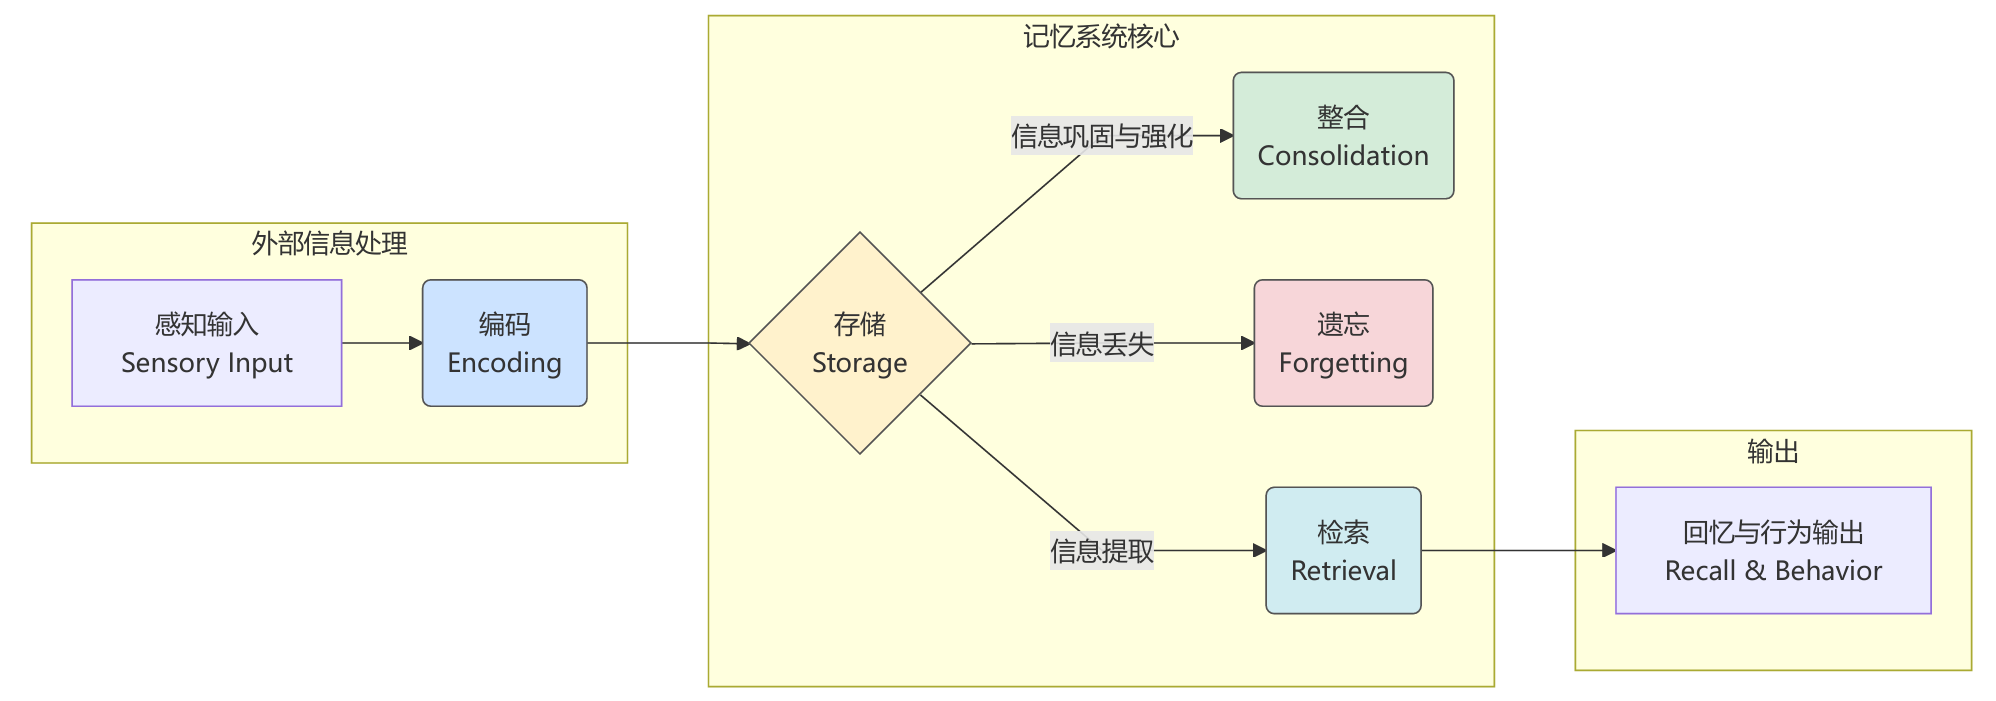 外部信息处理
感知输入
Sensory Input
编码
Encoding
记忆系统核心
存储
Storage
信息巩固与强化
整合
Consolidation
信息丢失
遗忘
Forgetting
信息提取
检索
Retrieval
输出
回忆与行为输出
Recall & Behavior